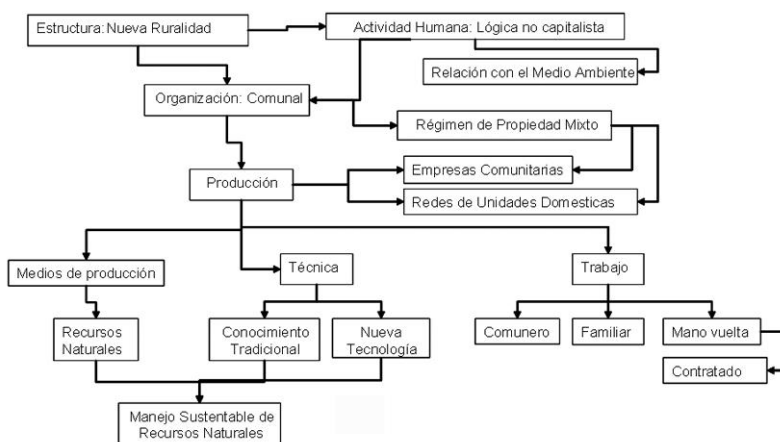 Estructura: Nueva Ruralidad
Actividad Humana: Lógica no capitalista
Relación con el Medio Ambiente
Organización: Comunal
Régimen de Propiedad Mixto
Empresas Comunitarias
Producción
Redes de Unidades Domesticas
Medios de producción
Técnica
Trabajo
Recursos
Naturales
Conocimiento
Tradicional
Nueva
Tecnología
Comunero
Familiar
Mano vuelta
Contratado
Manejo Sustentable de
Recursos Naturales